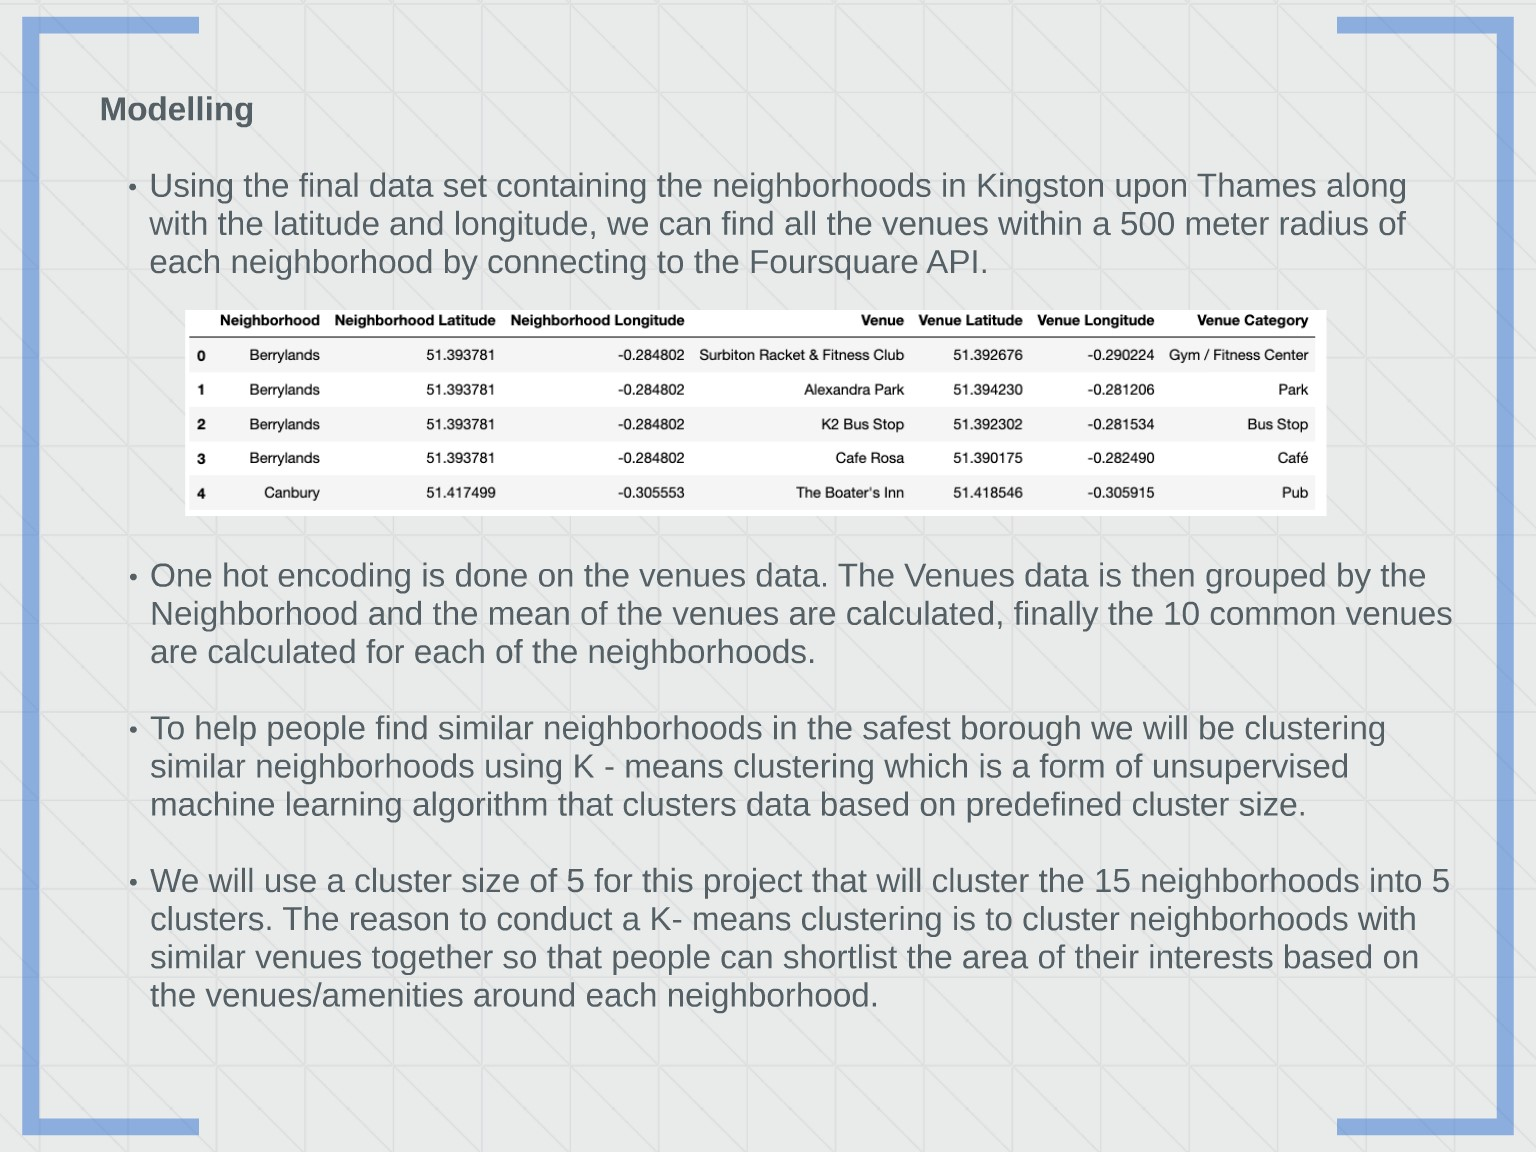 Modelling
• Using the final data set containing the neighborhoods in Kingston upon Thames along
with the latitude and longitude, we can find all the venues within a 500 meter radius of
each neighborhood by connecting to the Foursquare API.
Neighborhood Neighborhood Latitude Neighborhood Longitude Venue Venue Latitude Venue Longitude Venue Category
0 Berrylands 51.393781 -0.284802 Surbiton Racket & Fitness Club 51.392676 -0.290224 Gym / Fitness Center
1 Berrylands 51.393781 -0.284802 Alexandra Park 51.394230 -0.281206 Park
2 Berrylands 51.393781 -0.284802 K2 Bus Stop 51.392302 -0.281534 Bus Stop
3 Berrylands 51.393781 -0.284802 Cafe Rosa 51.390175 -0.282490 Café
4 Canbury 51.417499 -0.305553 The Boater's Inn 51.418546 -0.305915 Pub
• One hot encoding is done on the venues data. The Venues data is then grouped by the
Neighborhood and the mean of the venues are calculated, finally the 10 common venues
are calculated for each of the neighborhoods.
• To help people find similar neighborhoods in the safest borough we will be clustering
similar neighborhoods using K - means clustering which is a form of unsupervised
machine learning algorithm that clusters data based on predefined cluster size.
• We will use a cluster size of 5 for this project that will cluster the 15 neighborhoods into 5
clusters. The reason to conduct a K- means clustering is to cluster neighborhoods with
similar venues together so that people can shortlist the area of their interests based on
the venues/amenities around each neighborhood.